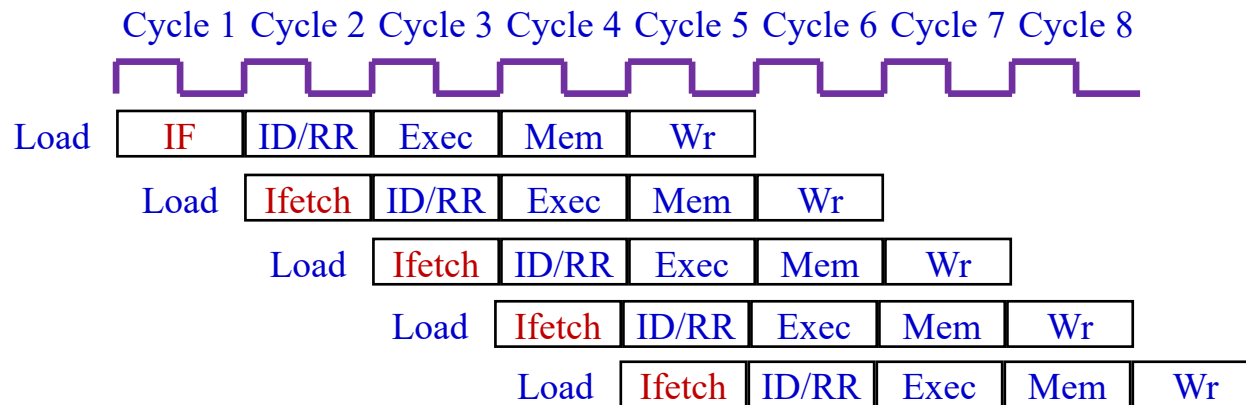 Cycle 1 Cycle 2 Cycle 3 Cycle 4 Cycle 5 Cycle 6 Cycle 7 Cycle 8
Load IF ID/RR Exec Mem Wr
Load Ifetch ID/RR Exec Mem Wr
Load Ifetch ID/RR Exec Mem Wr
Load Ifetch ID/RR Exec Mem Wr
Load Ifetch ID/RR Exec Mem Wr